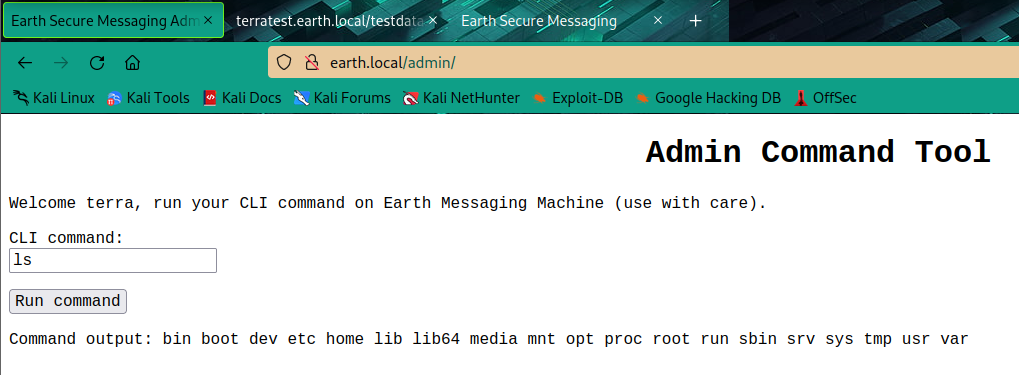 Earth Secure Messaging Adm
terratest.earth.local/testdata
Earth Secure Messaging
earth.local/admin/
Kali Linux Kali Tools Kali Docs Kali Forums Kali NetHunter Exploit-DB Google Hacking DB OffSec
Admin Command Tool
Welcome terra, run your CLI command on Earth Messaging Machine (use with care).
CLI command:
ls
Run command
Command output: bin boot dev etc home lib lib64 media mnt opt proc root run sbin srv sys tmp usr var